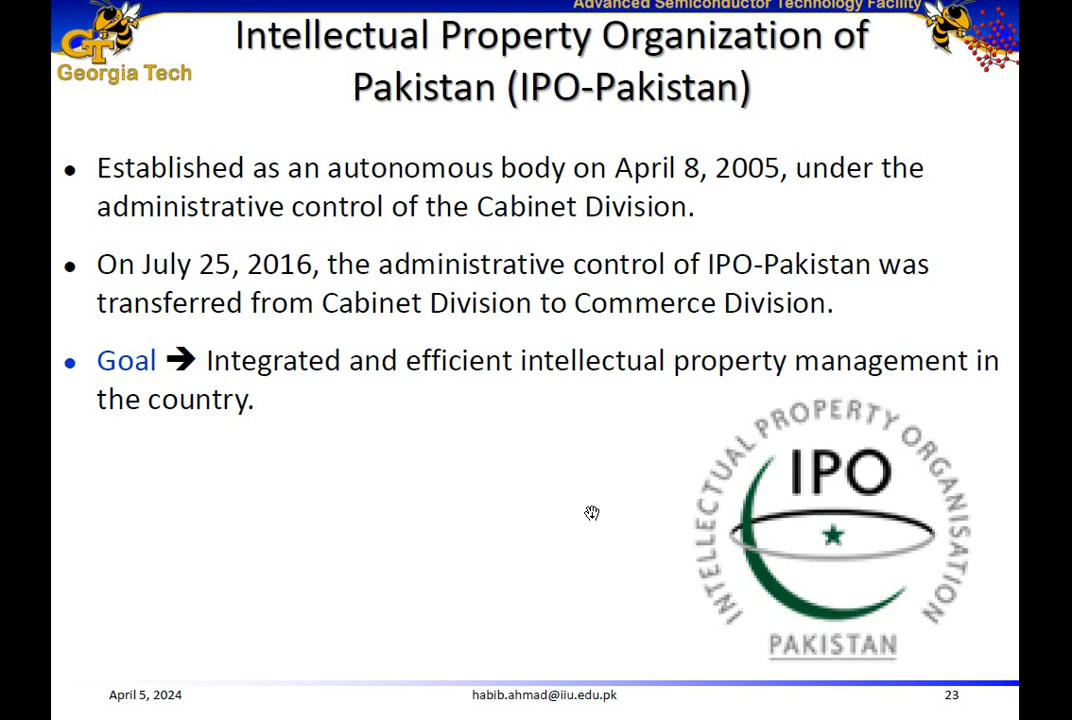 Advanced Semiconductor Technology Facility
GT
Georgia Tech
Intellectual Property Organization of
Pakistan (IPO-Pakistan)
• Established as an autonomous body on April 8, 2005, under the
administrative control of the Cabinet Division.
• On July 25, 2016, the administrative control of IPO-Pakistan was
transferred from Cabinet Division to Commerce Division.
• Goal ➔ Integrated and efficient intellectual property management in
the country.
INTELLECTUAL PROPERTY ORGANISATION
IPO
PAKISTAN
April 5, 2024
habib.ahmad@iiu.edu.pk
23